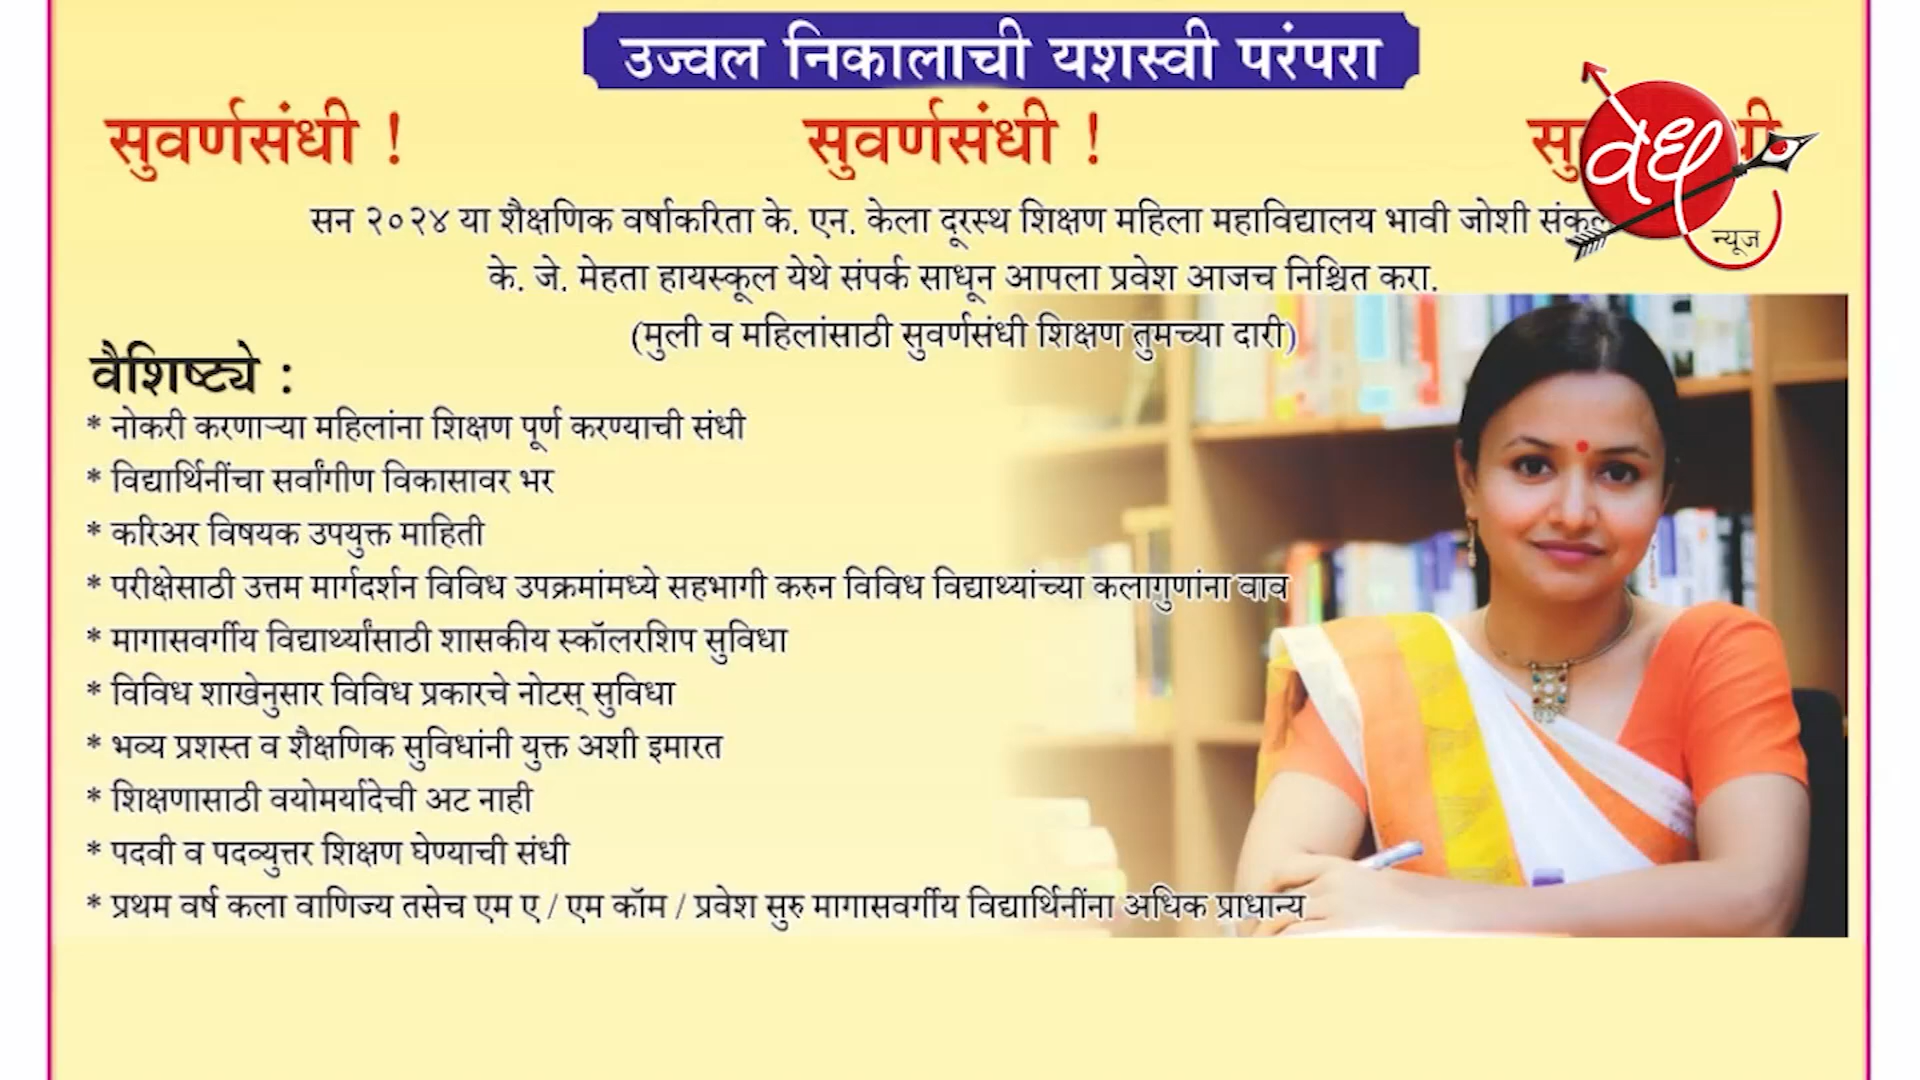 उज्वल निकालाची यशस्वी परंपरा
सुवर्णसंधी ! सुवर्णसंधी !
सन २०२४ या शैक्षणिक वर्षाकरिता के. एन. केला दूरस्थ शिक्षण महिला महाविद्यालय भावी जोशी संकुल
के. जे. मेहता हायस्कूल येथे संपर्क साधून आपला प्रवेश आजच निश्चित करा.
(मुली व महिलांसाठी सुवर्णसंधी शिक्षण तुमच्या दारी)
वेध
न्यूज
वैशिष्ट्ये :
* नोकरी करणाऱ्या महिलांना शिक्षण पूर्ण करण्याची संधी
* विद्यार्थिनींचा सर्वांगीण विकासावर भर
* करिअर विषयक उपयुक्त माहिती
* परीक्षेसाठी उत्तम मार्गदर्शन विविध उपक्रमांमध्ये सहभागी करुन विविध विद्याथ्यांच्या कलागुणांना वाव
* मागासवर्गीय विद्यार्थ्यांसाठी शासकीय स्कॉलरशिप सुविधा
* विविध शाखेनुसार विविध प्रकारचे नोटस् सुविधा
* भव्य प्रशस्त व शैक्षणिक सुविधांनी युक्त अशी इमारत
* शिक्षणासाठी वयोमर्यादेची अट नाही
* पदवी व पदव्युत्तर शिक्षण घेण्याची संधी
* प्रथम वर्ष कला वाणिज्य तसेच एम ए / एम कॉम / प्रवेश सुरु मागासवर्गीय विद्यार्थिनींना अधिक प्राधान्य